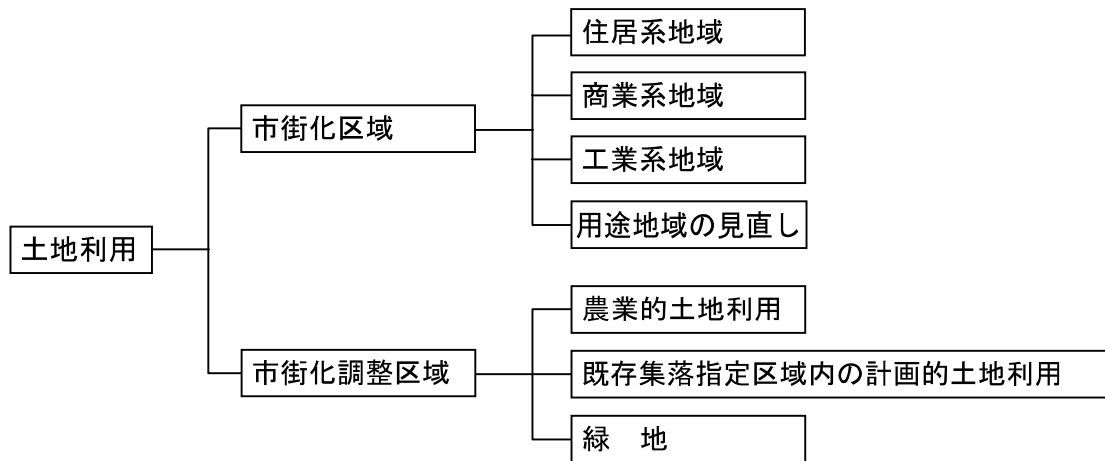 住居系地域
商業系地域
市街化区域
工業系地域
用途地域の見直し
土地利用
農業的土地利用
市街化調整区域
既存集落指定区域内の計画的土地利用
緑　地